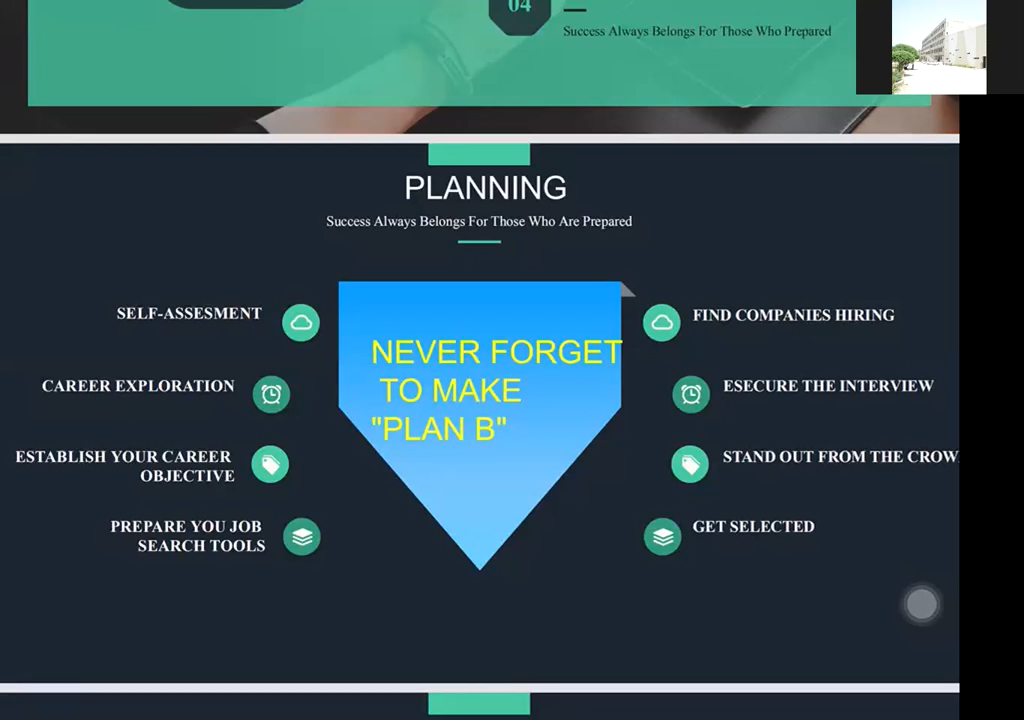 04
Success Always Belongs For Those Who Prepared
PLANNING
Success Always Belongs For Those Who Are Prepared
SELF-ASSESMENT
CAREER EXPLORATION
ESTABLISH YOUR CAREER
OBJECTIVE
PREPARE YOU JOB
SEARCH TOOLS
NEVER FORGET
TO MAKE
"PLAN B"
FIND COMPANIES HIRING
ESECURE THE INTERVIEW
STAND OUT FROM THE CROW
GET SELECTED